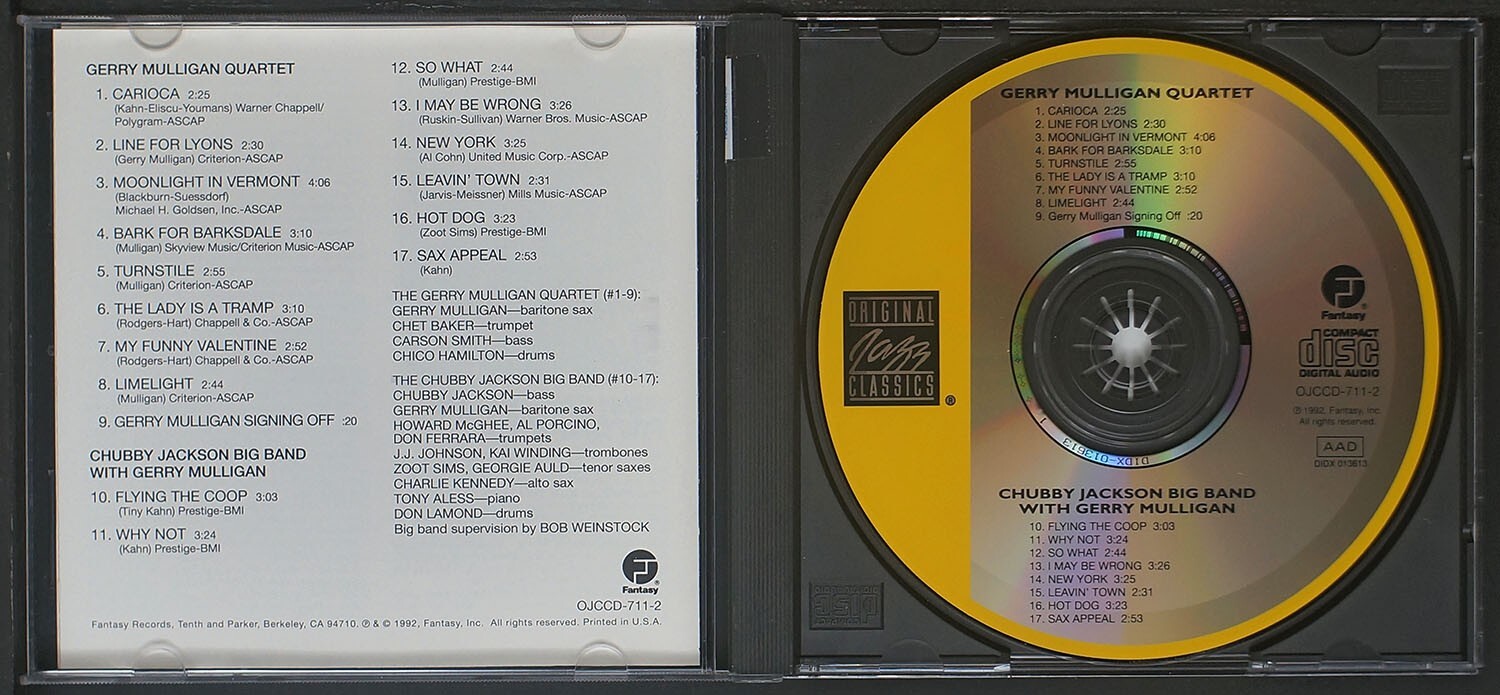 GERRY MULLIGAN QUARTET
1. CARIOCA 2:25
(Kahn-Eliscu-Youmans) Warner Chappell/
Polygram-ASCAP
2. LINE FOR LYONS 2:30
(Gerry Mulligan) Criterion-ASCAP
3. MOONLIGHT IN VERMONT 4:06
(Blackburn-Suessdorf)
Michael H. Goldsen, Inc.-ASCAP
4. BARK FOR BARKSDALE 3:10
(Mulligan) Skyview Music/Criterion Music-ASCAP
5. TURNSTILE 2:55
(Mulligan) Criterion-ASCAP
6. THE LADY IS A TRAMP 3:10
(Rodgers-Hart) Chappell & Co.-ASCAP
7. MY FUNNY VALENTINE 2:52
(Rodgers-Hart) Chappell & Co.-ASCAP
8. LIMELIGHT 2:44
(Mulligan) Criterion-ASCAP
9. GERRY MULLIGAN SIGNING OFF :20
CHUBBY JACKSON BIG BAND
WITH GERRY MULLIGAN
10. FLYING THE COOP 3:03
(Tiny Kahn) Prestige-BMI
11. WHY NOT 3:24
(Kahn) Prestige-BMI
12. SO WHAT 2:44
(Mulligan) Prestige-BMI
13. I MAY BE WRONG 3:26
(Ruskin-Sullivan) Warner Bros. Music-ASCAP
14. NEW YORK 3:25
(Al Cohn) United Music Corp.-ASCAP
15. LEAVIN' TOWN 2:31
(Jarvis-Meissner) Mills Music-ASCAP
16. HOT DOG 3:23
(Zoot Sims) Prestige-BMI
17. SAX APPEAL 2:53
(Kahn)
THE GERRY MULLIGAN QUARTET (#1-9):
GERRY MULLIGAN—baritone sax
CHET BAKER—trumpet
CARSON SMITH—bass
CHICO HAMILTON—drums
THE CHUBBY JACKSON BIG BAND (#10-17):
CHUBBY JACKSON—bass
GERRY MULLIGAN—baritone sax
HOWARD McGHEE, AL PORCINO,
DON FERRARA—trumpets
J.J. JOHNSON, KAI WINDING—trombones
ZOOT SIMS, GEORGIE AULD—tenor saxes
CHARLIE KENNEDY—alto sax
TONY ALESS—piano
DON LAMOND—drums
Big band supervision by BOB WEINSTOCK
Fantasy®
OJCCD-711-2
Fantasy Records, Tenth and Parker, Berkeley, CA 94710. ℗ & © 1992, Fantasy, Inc. All rights reserved. Printed in U.S.A.
GERRY MULLIGAN QUARTET
1. CARIOCA 2:25
2. LINE FOR LYONS 2:30
3. MOONLIGHT IN VERMONT 4:06
4. BARK FOR BARKSDALE 3:10
5. TURNSTILE 2:55
6. THE LADY IS A TRAMP 3:10
7. MY FUNNY VALENTINE 2:52
8. LIMELIGHT 2:44
9. Gerry Mulligan Signing Off :20
ORIGINAL
Jazz
CLASSICS®
Fantasy®
COMPACT
disc
DIGITAL AUDIO
OJCCD-711-2
℗ 1992, Fantasy, Inc.
All rights reserved.
AAD
DIDX 013613
DIDX-013613 1
CHUBBY JACKSON BIG BAND
WITH GERRY MULLIGAN
10. FLYING THE COOP 3:03
11. WHY NOT 3:24
12. SO WHAT 2:44
13. I MAY BE WRONG 3:26
14. NEW YORK 3:25
15. LEAVIN' TOWN 2:31
16. HOT DOG 3:23
17. SAX APPEAL 2:53